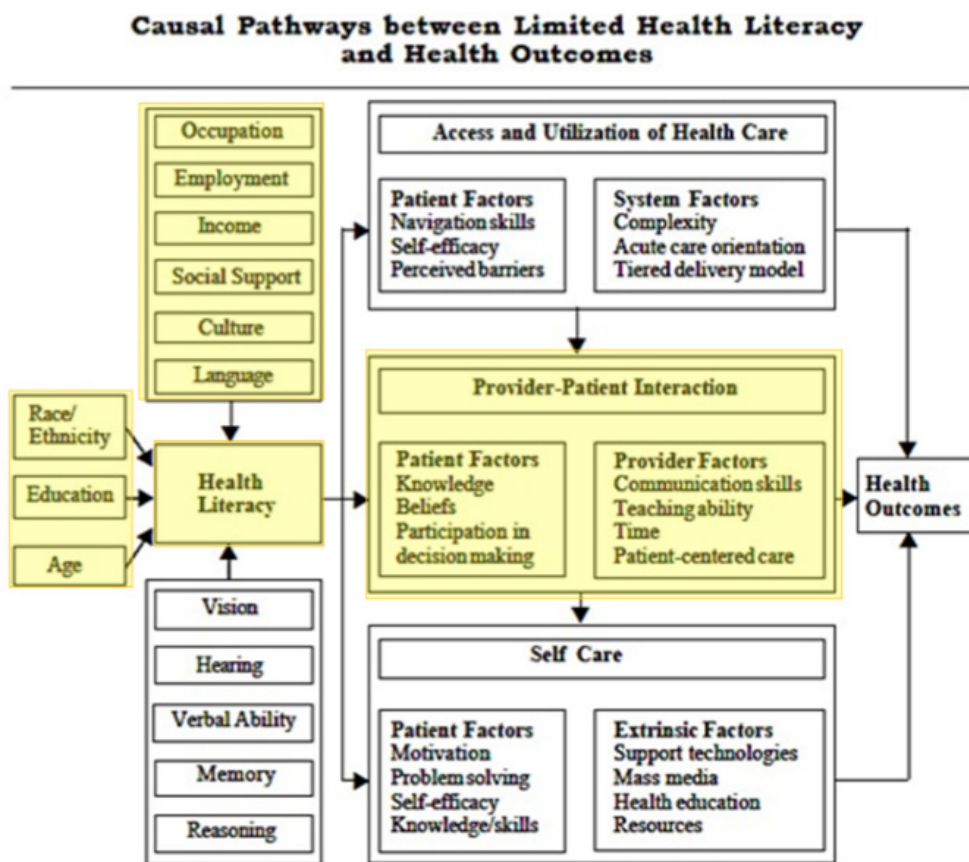 Causal Pathways between Limited Health Literacy
and Health Outcomes
Occupation
Employment
Income
Social Support
Culture
Language
Race/
Ethnicity
Education
Age
Health
Literacy
Vision
Hearing
Verbal Ability
Memory
Reasoning
Access and Utilization of Health Care
Patient Factors
Navigation skills
Self-efficacy
Perceived barriers
System Factors
Complexity
Acute care orientation
Tiered delivery model
Provider-Patient Interaction
Patient Factors
Knowledge
Beliefs
Participation in
decision making
Provider Factors
Communication skills
Teaching ability
Time
Patient-centered care
Self Care
Patient Factors
Motivation
Problem solving
Self-efficacy
Knowledge/skills
Extrinsic Factors
Support technologies
Mass media
Health education
Resources
Health
Outcomes